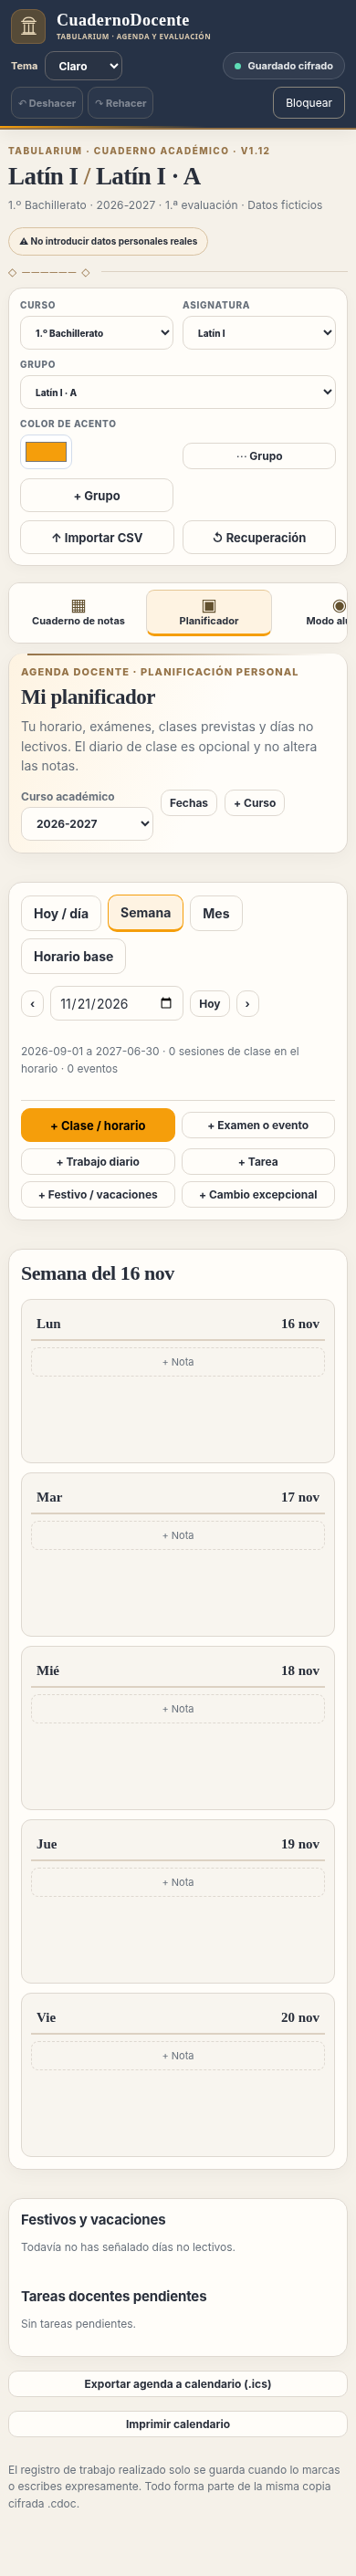 CuadernoDocente
TABULARIUM · AGENDA Y EVALUACIÓN
Tema Claro Guardado cifrado
↶ Deshacer ↷ Rehacer Bloquear
TABULARIUM · CUADERNO ACADÉMICO · V1.12
Latín I / Latín I · A
1.º Bachillerato · 2026-2027 · 1.ª evaluación · Datos ficticios
⚠ No introducir datos personales reales
CURSO ASIGNATURA
1.º Bachillerato Latín I
GRUPO
Latín I · A
COLOR DE ACENTO
··· Grupo
+ Grupo
↑ Importar CSV ↺ Recuperación
Cuaderno de notas Planificador Modo alu
AGENDA DOCENTE · PLANIFICACIÓN PERSONAL
Mi planificador
Tu horario, exámenes, clases previstas y días no
lectivos. El diario de clase es opcional y no altera
las notas.
Curso académico
2026-2027 Fechas + Curso
Hoy / día Semana Mes
Horario base
‹ 11/21/2026 Hoy ›
2026-09-01 a 2027-06-30 · 0 sesiones de clase en el
horario · 0 eventos
+ Clase / horario + Examen o evento
+ Trabajo diario + Tarea
+ Festivo / vacaciones + Cambio excepcional
Semana del 16 nov
Lun 16 nov
+ Nota
Mar 17 nov
+ Nota
Mié 18 nov
+ Nota
Jue 19 nov
+ Nota
Vie 20 nov
+ Nota
Festivos y vacaciones
Todavía no has señalado días no lectivos.
Tareas docentes pendientes
Sin tareas pendientes.
Exportar agenda a calendario (.ics)
Imprimir calendario
El registro de trabajo realizado solo se guarda cuando lo marcas
o escribes expresamente. Todo forma parte de la misma copia
cifrada .cdoc.